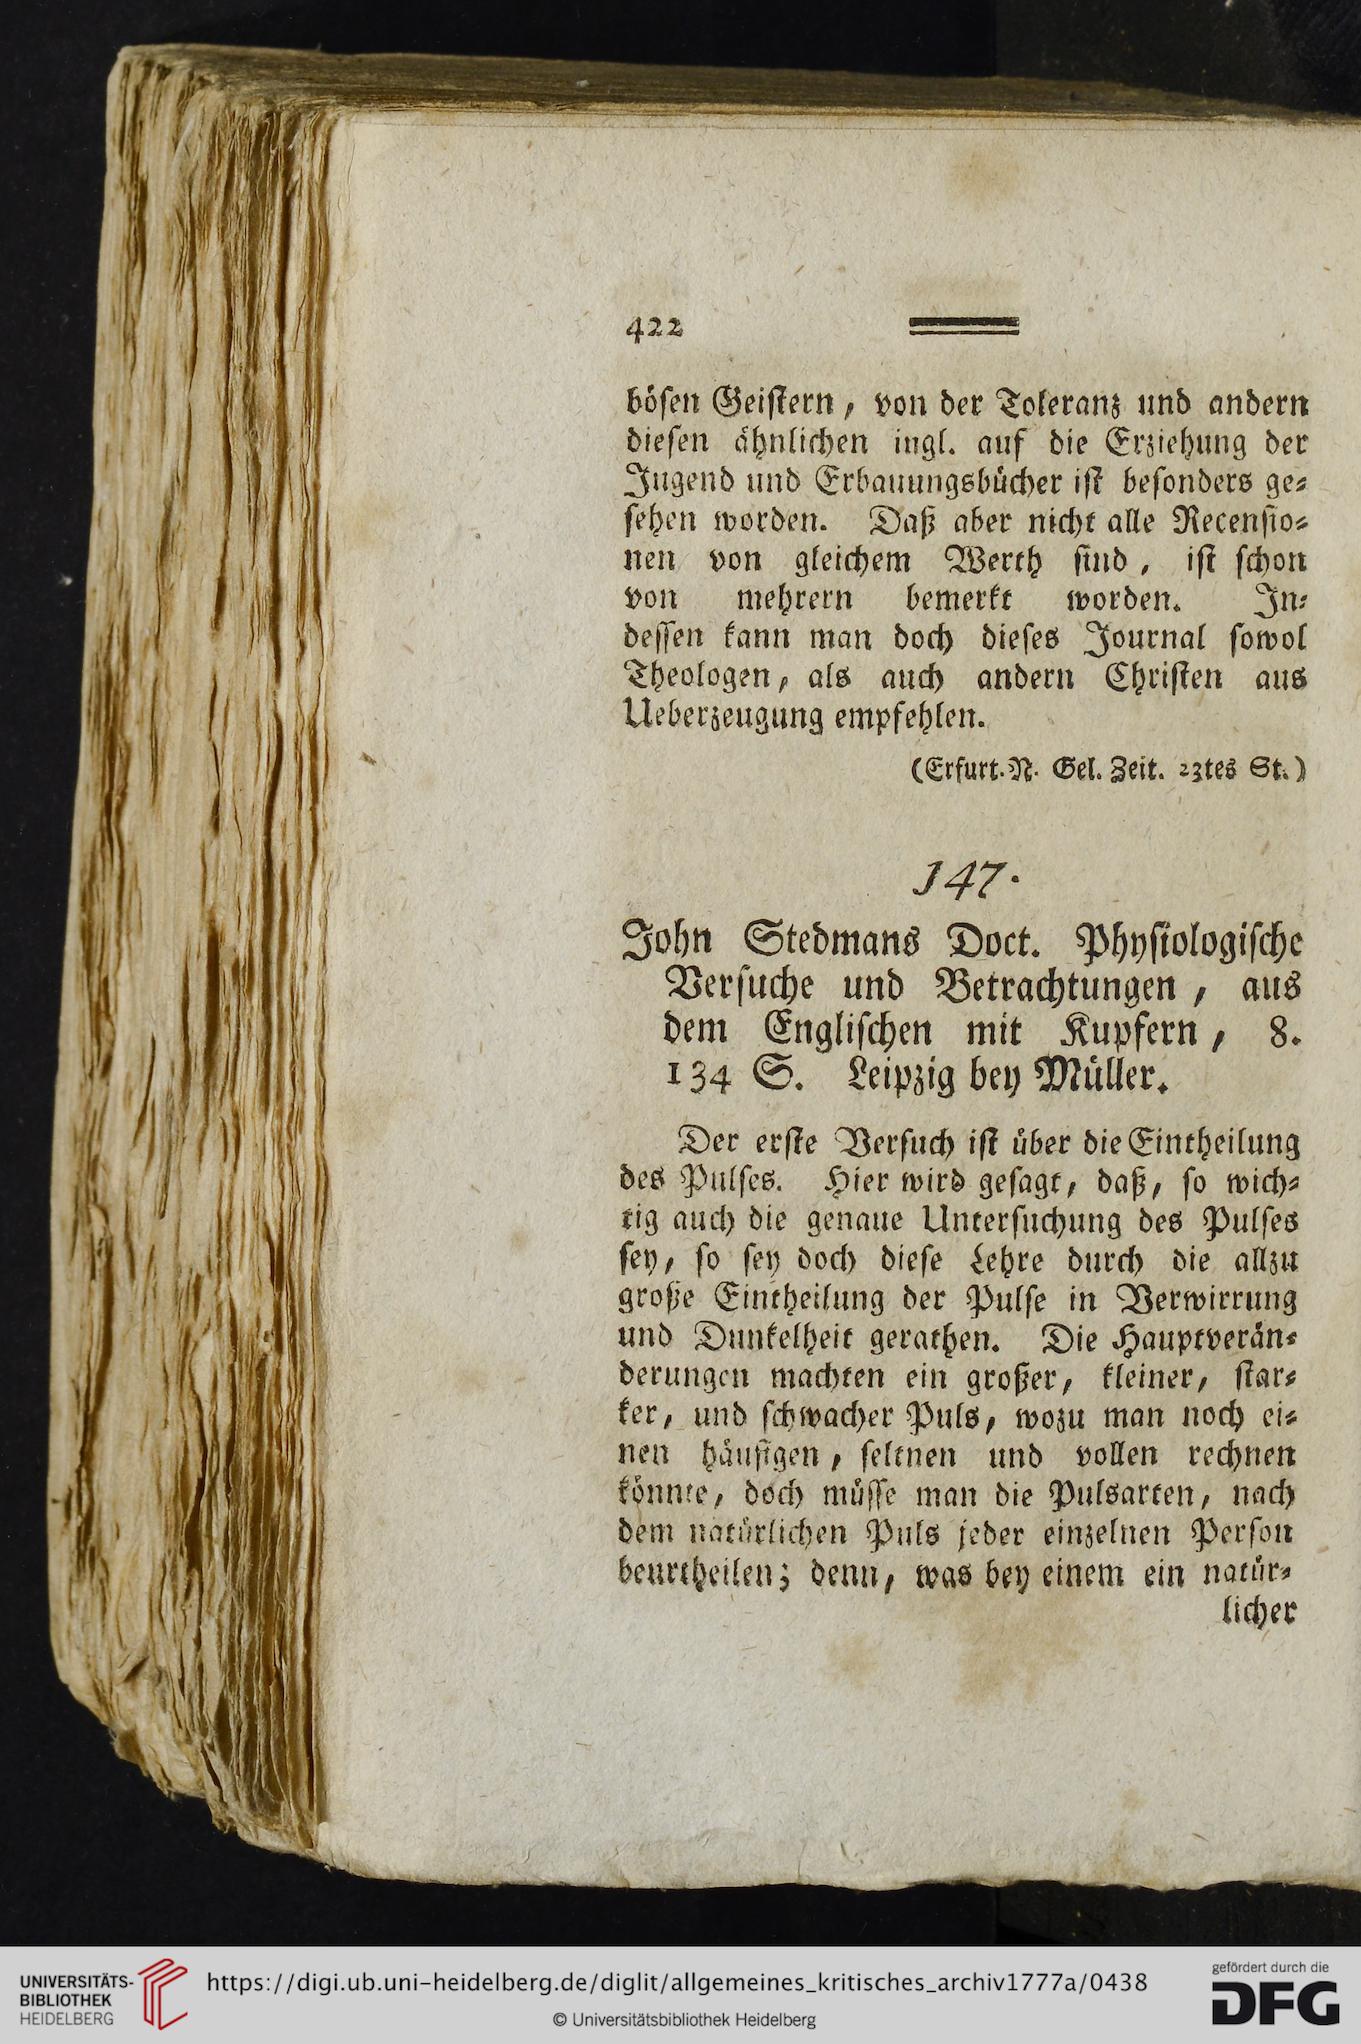 422
bösen Geistern, von der Toleranz und andern
diesen ähnlichen ingl. auf die Erziehung der
Jugend und Erbauungsbücher ist besonders ge⸗
sehen worden. Daß aber nicht alle Recensio⸗
nen von gleichem Werth sind, ist schon
von mehrern bemerkt worden. In⸗
dessen kann man doch dieses Journal sowol
Theologen, als auch andern Christen aus
Ueberzeugung empfehlen.
(Erfurt. N. Gel. Zeit. 23tes St.)
147.
John Stedmans Doct. Physiologische
Versuche und Betrachtungen, aus
dem Englischen mit Kupfern, 8.
134 S. Leipzig bey Müller.
Der erste Versuch ist über die Eintheilung
des Pulses. Hier wird gesagt, daß, so wich⸗
tig auch die genaue Untersuchung des Pulses
sey, so sey doch diese Lehre durch die allzu
große Eintheilung der Pulse in Verwirrung
und Dunkelheit gerathen. Die Hauptverän⸗
derungen machten ein großer, kleiner, star⸗
ker, und schwacher Puls, wozu man noch ei⸗
nen häufigen, seltnen und vollen rechnen
könnte, doch müsse man die Pulsarten, nach
dem natürlichen Puls jeder einzelnen Person
beurtheilen; denn, was bey einem ein natür⸗
licher
UNIVERSITÄTS-
BIBLIOTHEK
HEIDELBERG
https://digi.ub.uni-heidelberg.de/diglit/allgemeines_kritisches_archiv1777a/0438
© Universitätsbibliothek Heidelberg
gefördert durch die
DFG